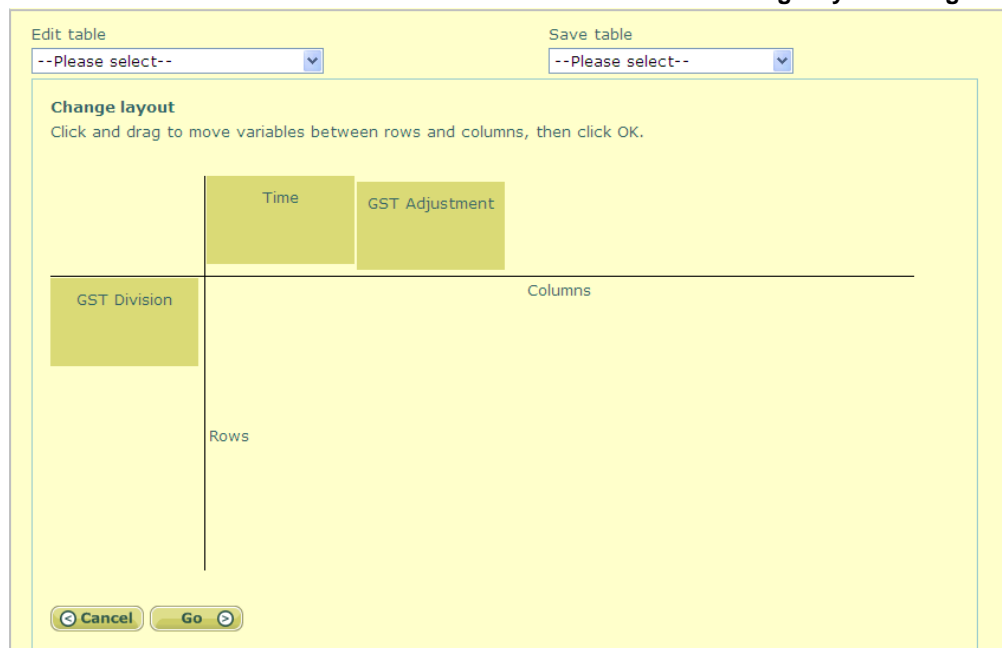 Edit table Save table
--Please select-- --Please select--
Change layout
Click and drag to move variables between rows and columns, then click OK.
Time GST Adjustment
GST Division
Columns
Rows
Cancel Go